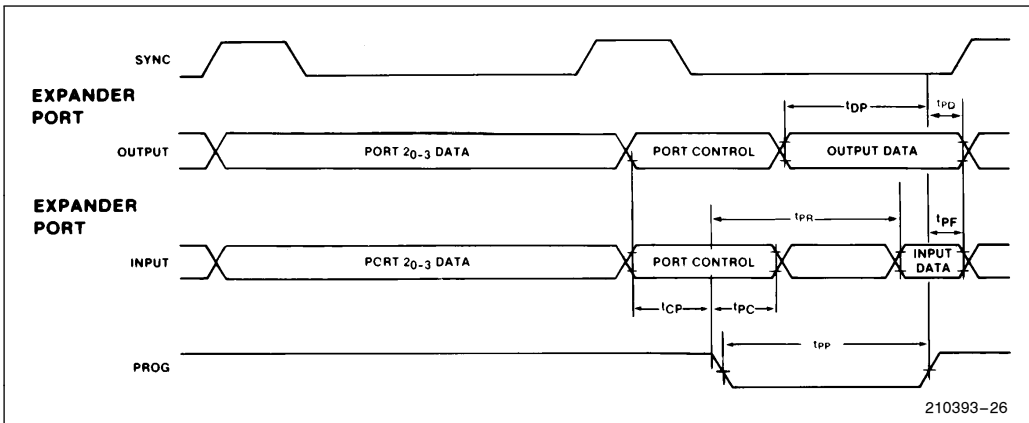 SYNC
EXPANDER
PORT
tDP
tPD
OUTPUT
PORT 20-3 DATA
PORT CONTROL
OUTPUT DATA
EXPANDER
PORT
tPR
tPF
INPUT
PCRT 20-3 DATA
PORT CONTROL
INPUT
DATA
tCP
tPC
tPP
PROG
210393-26